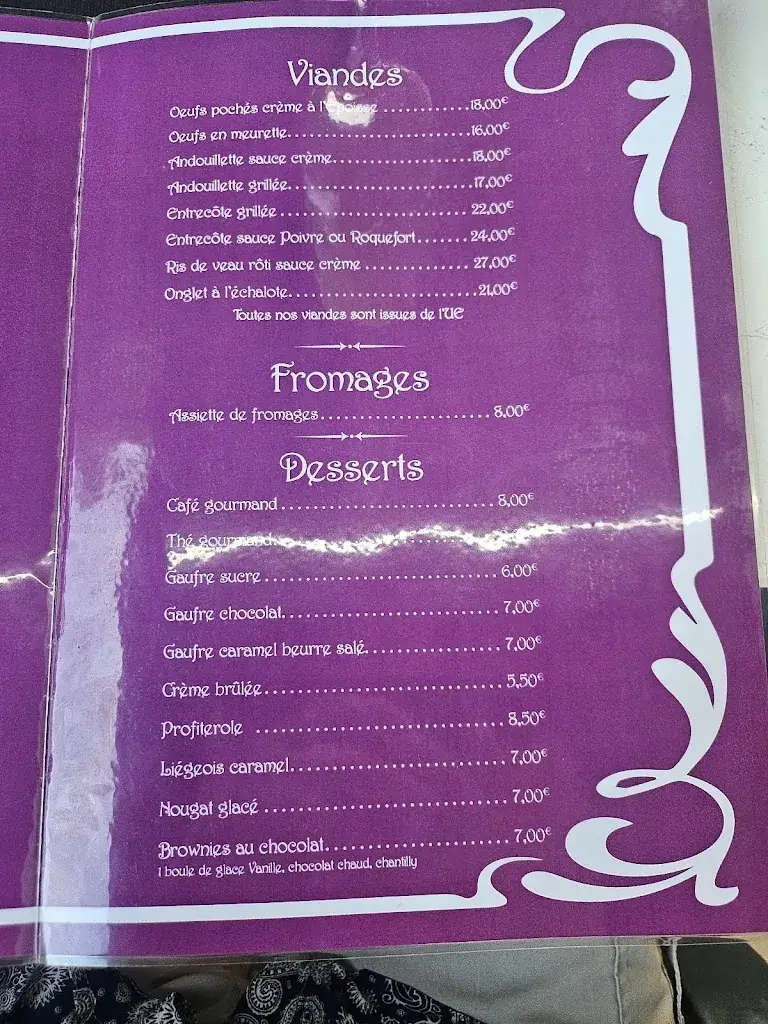 Viandes
Oeufs pochés crème à l'Époisse ............18,00€
Oeufs en meurette..........................16,00€
Andouillette sauce crème....................18,00€
Andouillette grillée..........................17,00€
Entrecôte grillée ........................... 22,00€
Entrecôte sauce Poivre ou Roquefort....... 24,00€
Ris de veau rôti sauce crème ............... 27,00€
Onglet à l'échalote...........................21,00€
Toutes nos viandes sont issues de l'UE
Fromages
Assiette de fromages....................... 8,00€
Desserts
Café gourmand............................. 8,00€
Thé gourmand
Gaufre sucre................................ 6,00€
Gaufre chocolat............................. 7,00€
Gaufre caramel beurre salé................. 7,00€
Crème brûlée................................ 5,50€
Profiterole ................................. 8,50€
Liégeois caramel............................ 7,00€
Nougat glacé ............................... 7,00€
Brownies au chocolat....................... 7,00€
1 boule de glace Vanille, chocolat chaud, chantilly